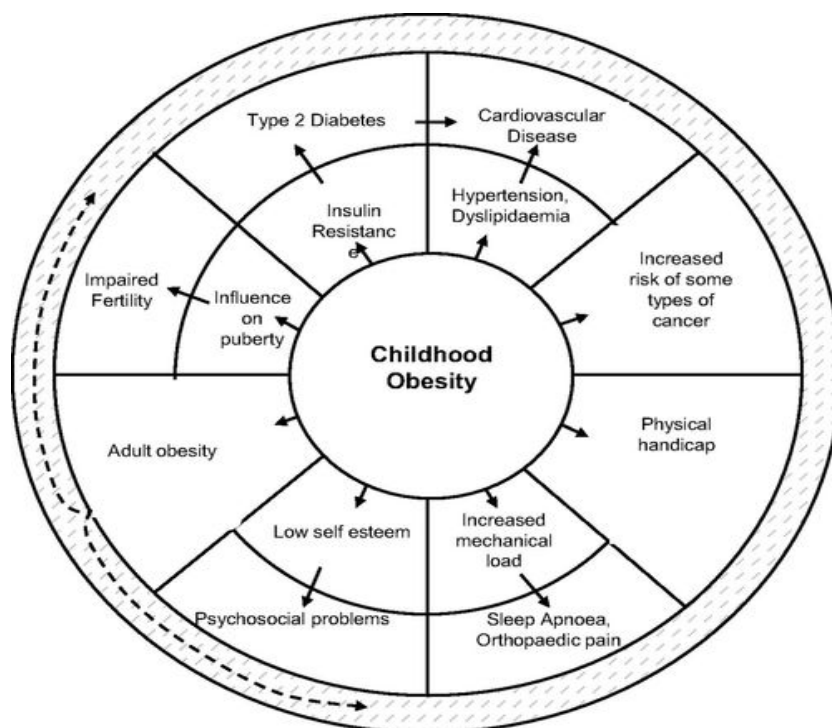 Type 2 Diabetes
Cardiovascular
Disease
Insulin
Resistanc
e
Hypertension,
Dyslipidaemia
Impaired
Fertility
Influence
on
puberty
Increased
risk of some
types of
cancer
Childhood
Obesity
Adult obesity
Physical
handicap
Low self esteem
Increased
mechanical
load
Psychosocial problems
Sleep Apnoea,
Orthopaedic pain